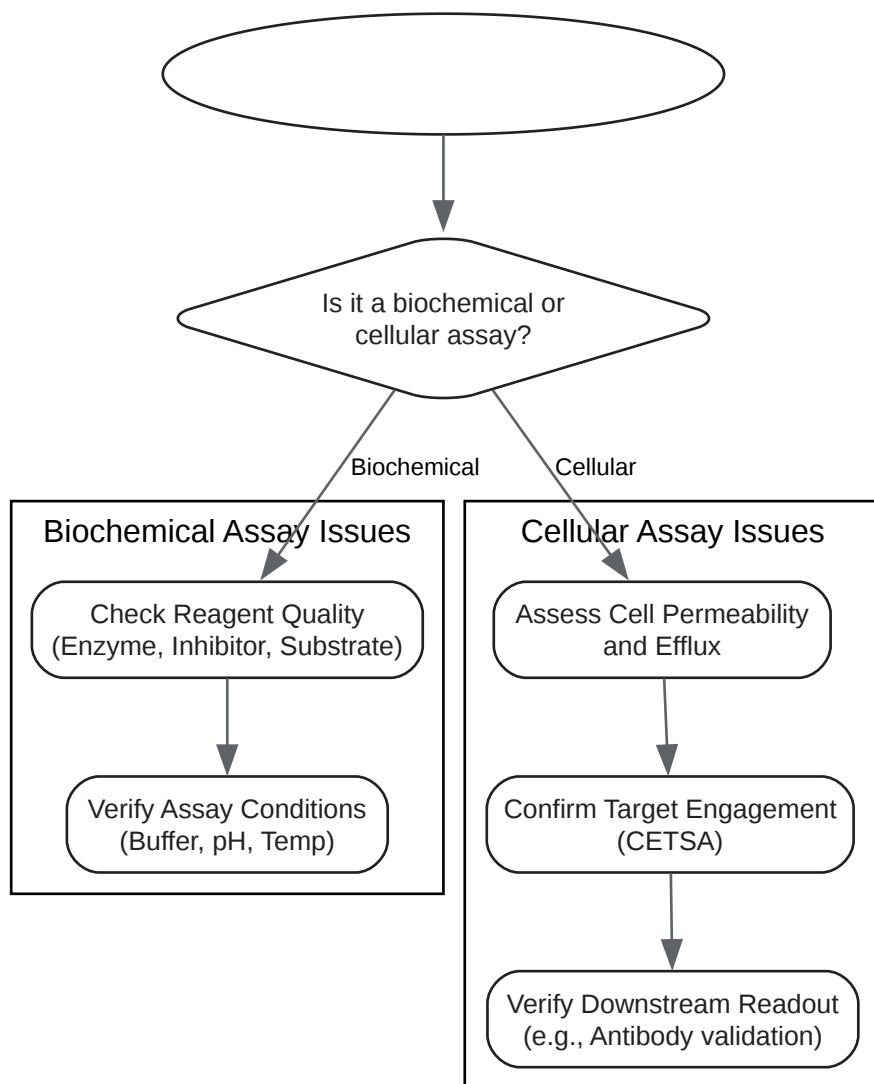 Is it a biochemical or
cellular assay?
Biochemical
Cellular
Biochemical Assay Issues
Check Reagent Quality
(Enzyme, Inhibitor, Substrate)
Verify Assay Conditions
(Buffer, pH, Temp)
Cellular Assay Issues
Assess Cell Permeability
and Efflux
Confirm Target Engagement
(CETSA)
Verify Downstream Readout
(e.g., Antibody validation)